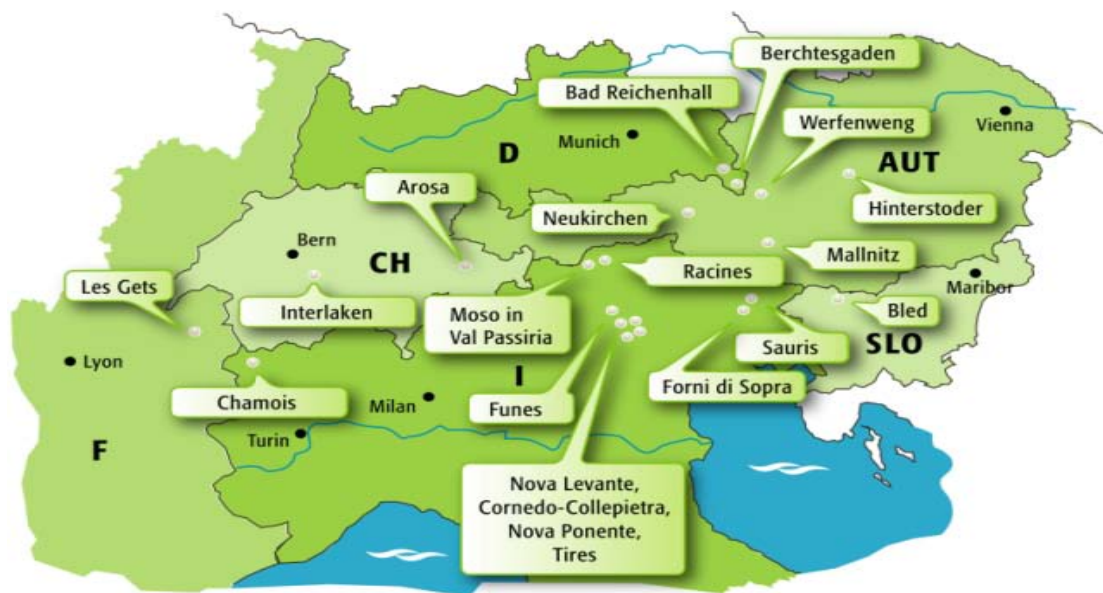 Berchtesgaden
Bad Reichenhall
Werfenweng
Vienna
Munich
D
AUT
Arosa
Neukirchen
Hinterstoder
Bern
CH
Mallnitz
Les Gets
Racines
Maribor
Interlaken
Moso in
Val Passiria
Bled
SLO
Sauris
Lyon
I
Forni di Sopra
Chamois
Milan
Funes
Turin
F
Nova Levante,
Cornedo-Collepietra,
Nova Ponente,
Tires